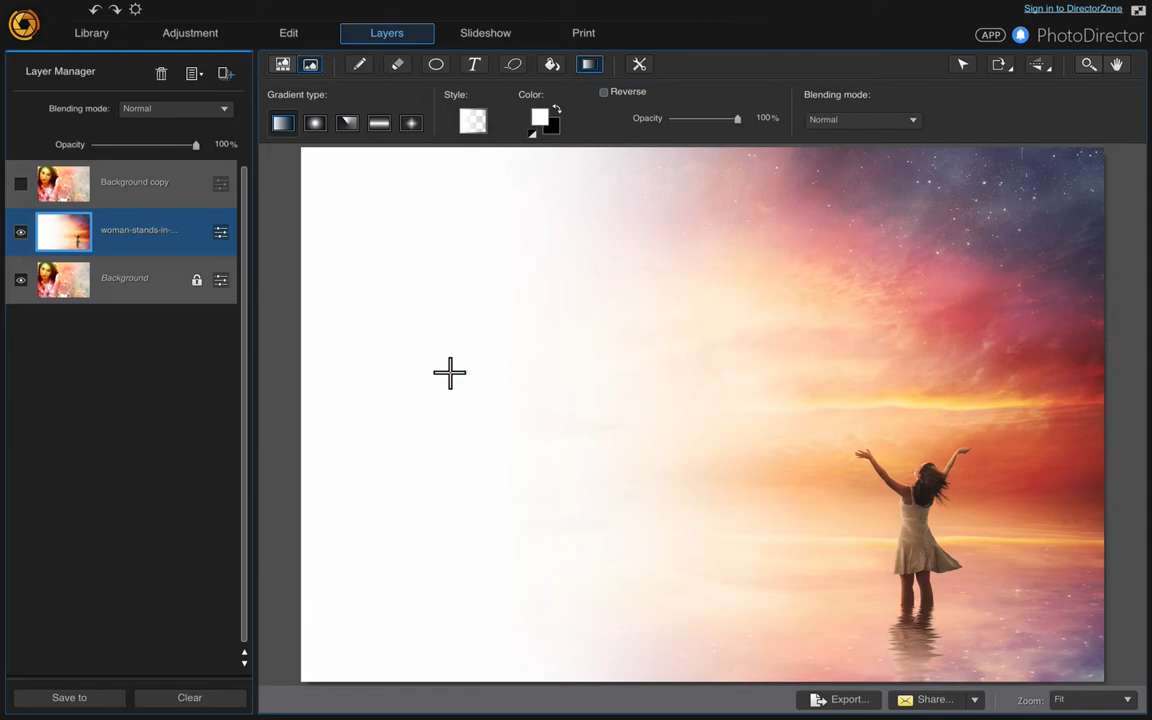 Sign in to DirectorZone
Library
Adjustment
Edit
Layers
Slideshow
Print
APP
PhotoDirector
Layer Manager
Blending mode:
Normal
Opacity
100%
Background copy
woman-stands-in-...
Background
Save to
Clear
T
Gradient type:
Style:
Color:
Reverse
Opacity
100%
Blending mode:
Normal
Export...
Share...
Zoom:
Fit